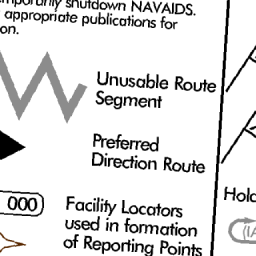 shutdown NAVAIDS.
appropriate publications for
on.
Unusable Route
Segment
Preferred
Direction Route
000
Facility Locators
used in formation
of Reporting Points
Hold